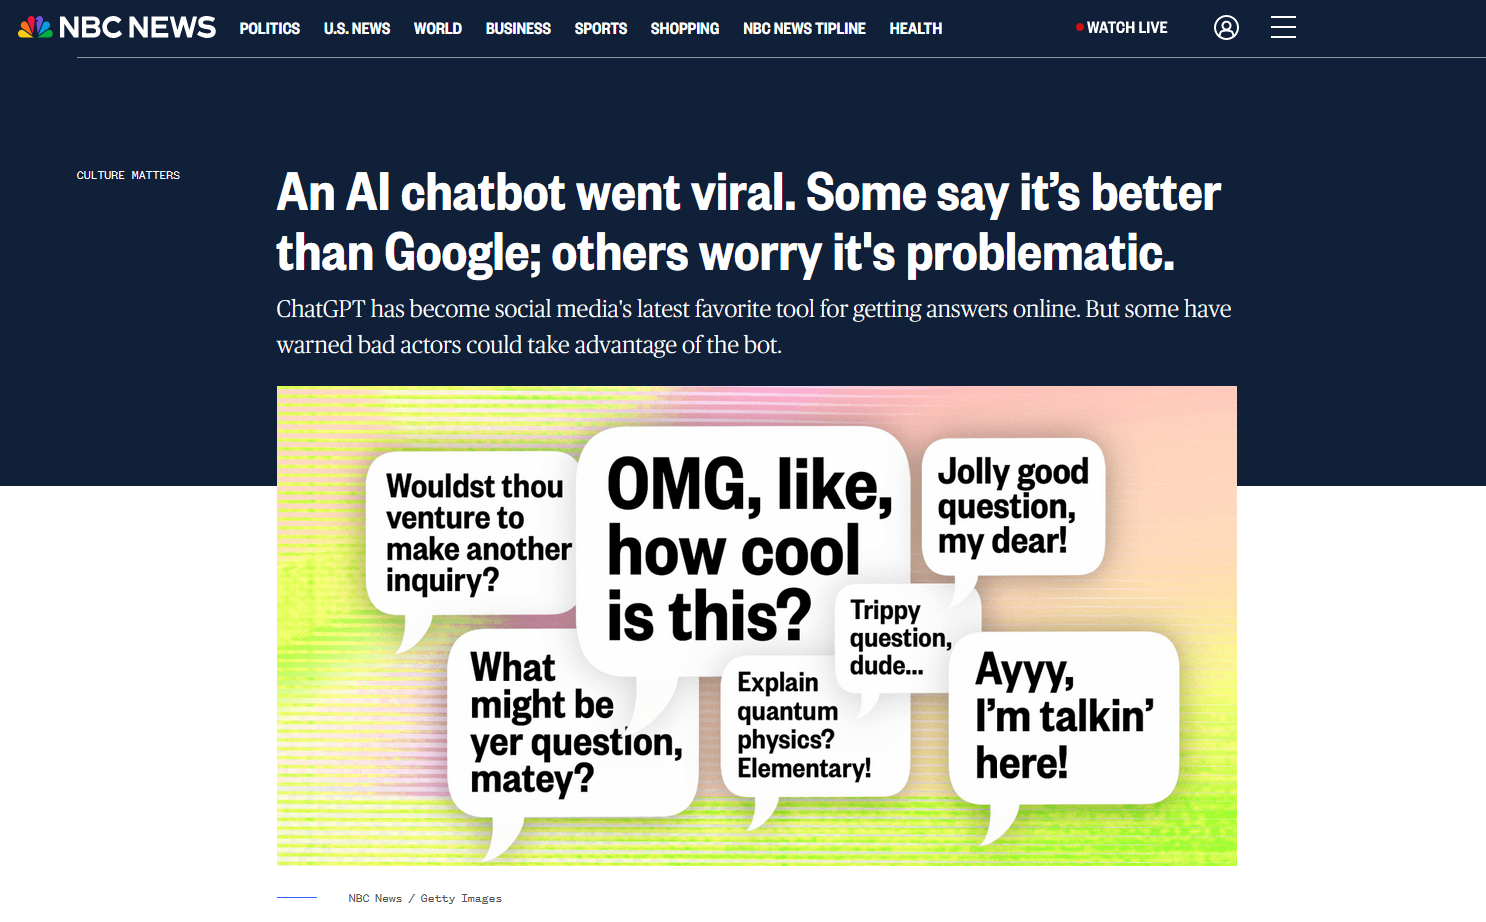 NBC NEWS
POLITICS
U.S. NEWS
WORLD
BUSINESS
SPORTS
SHOPPING
NBC NEWS TIPLINE
HEALTH
WATCH LIVE
CULTURE MATTERS
An AI chatbot went viral. Some say it’s better
than Google; others worry it's problematic.
ChatGPT has become social media's latest favorite tool for getting answers online. But some have
warned bad actors could take advantage of the bot.
Wouldst thou
venture to
make another
inquiry?
OMG, like,
how cool
is this?
Jolly good
question,
my dear!
What
might be
yer question,
matey?
Explain
quantum
physics?
Elementary!
Trippy
question,
dude...
Ayyy,
I’m talkin’
here!
NBC News / Getty Images